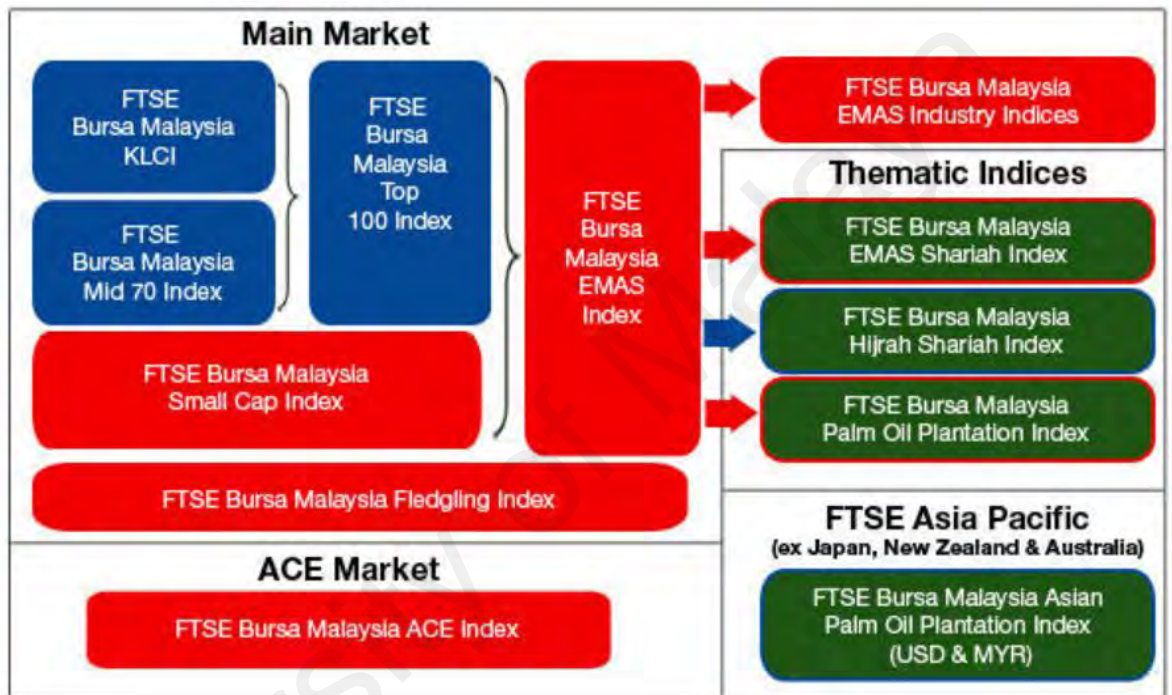 Main Market
FTSE
Bursa Malaysia
KLCI
FTSE
Bursa Malaysia
Mid 70 Index
FTSE
Bursa
Malaysia
Top
100 Index
FTSE Bursa Malaysia
Small Cap Index
FTSE
Bursa
Malaysia
EMAS
Index
FTSE Bursa Malaysia Fledgling Index
FTSE Bursa Malaysia
EMAS Industry Indices
Thematic Indices
FTSE Bursa Malaysia
EMAS Shariah Index
FTSE Bursa Malaysia
Hijrah Shariah Index
FTSE Bursa Malaysia
Palm Oil Plantation Index
ACE Market
FTSE Bursa Malaysia ACE Index
FTSE Asia Pacific
(ex Japan, New Zealand & Australia)
FTSE Bursa Malaysia Asian
Palm Oil Plantation Index
(USD & MYR)